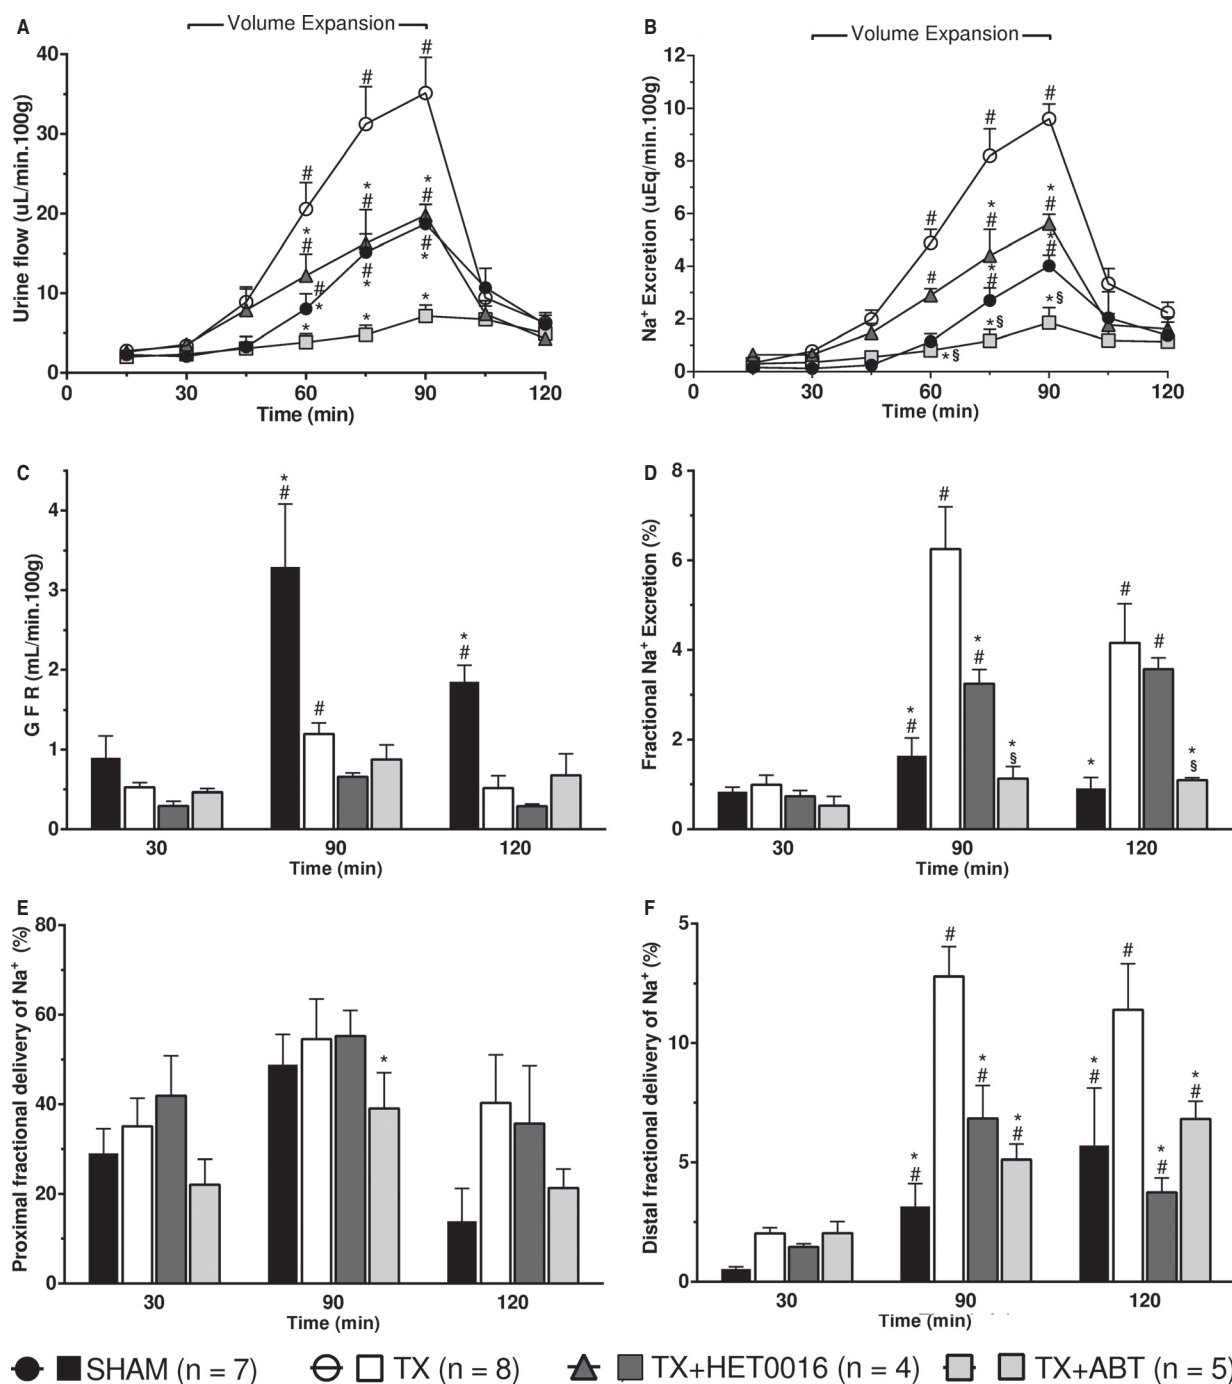 A
Volume Expansion
Urine flow (uL/min.100g)
40
30
20
10
0
# # # # * # * # * # # * # * # * * * *
0 30 60 90 120
Time (min)
B
Volume Expansion
Na+ Excretion (uEq/min.100g)
12
10
8
6
4
2
0
# # # # * # * # * # * # *§ *§ *§
0 30 60 90 120
Time (min)
C
G F R (mL/min.100g)
4
3
2
1
0
* # # * #
30 90 120
Time (min)
D
Fractional Na+ Excretion (%)
8
6
4
2
0
* # # * # * § * # # * §
30 90 120
Time (min)
E
Proximal fractional delivery of Na+ (%)
80
60
40
20
0
*
30 90 120
Time (min)
F
Distal fractional delivery of Na+ (%)
5
10
5
0
* # # * # * # * # # * # * #
30 90 120
Time (min)
SHAM (n = 7) TX (n = 8) TX+HET0016 (n = 4) TX+ABT (n = 5)